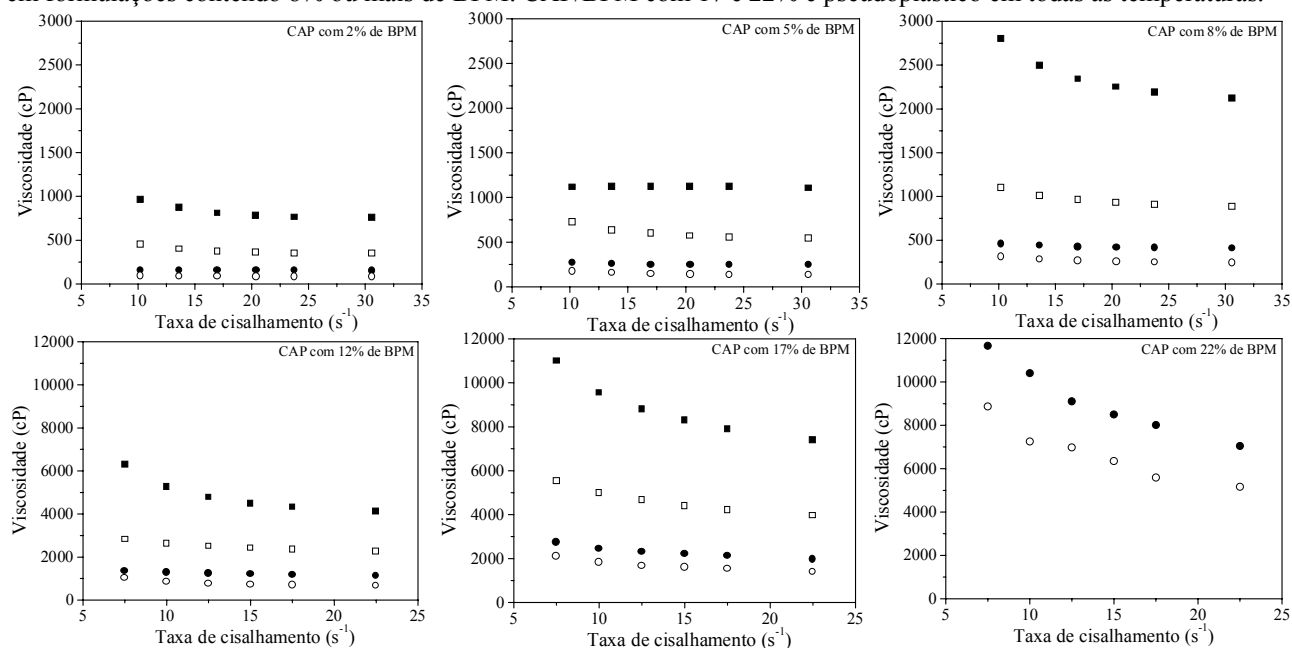 em formulações contendo ou mais de BPM. CAP/BPM com 17 e 22% é pseudoplástico em todas as temperaturas.
CAP com 2% de BPM
3000
2500
2000
1500
1000
500
0
Viscosidade (cP)
5 10 15 20 25 30 35
Taxa de cisalhamento (s⁻¹)
CAP com 5% de BPM
3000
2500
2000
1500
1000
500
0
Viscosidade (cP)
5 10 15 20 25 30 35
Taxa de cisalhamento (s⁻¹)
CAP com 8% de BPM
3000
2500
2000
1500
1000
500
0
Viscosidade (cP)
5 10 15 20 25 30 35
Taxa de cisalhamento (s⁻¹)
CAP com 12% de BPM
12000
10000
8000
6000
4000
2000
0
Viscosidade (cP)
5 10 15 20 25
Taxa de cisalhamento (s⁻¹)
CAP com 17% de BPM
12000
10000
8000
6000
4000
2000
0
Viscosidade (cP)
5 10 15 20 25
Taxa de cisalhamento (s⁻¹)
CAP com 22% de BPM
12000
10000
8000
6000
4000
2000
0
Viscosidade (cP)
5 10 15 20 25
Taxa de cisalhamento (s⁻¹)